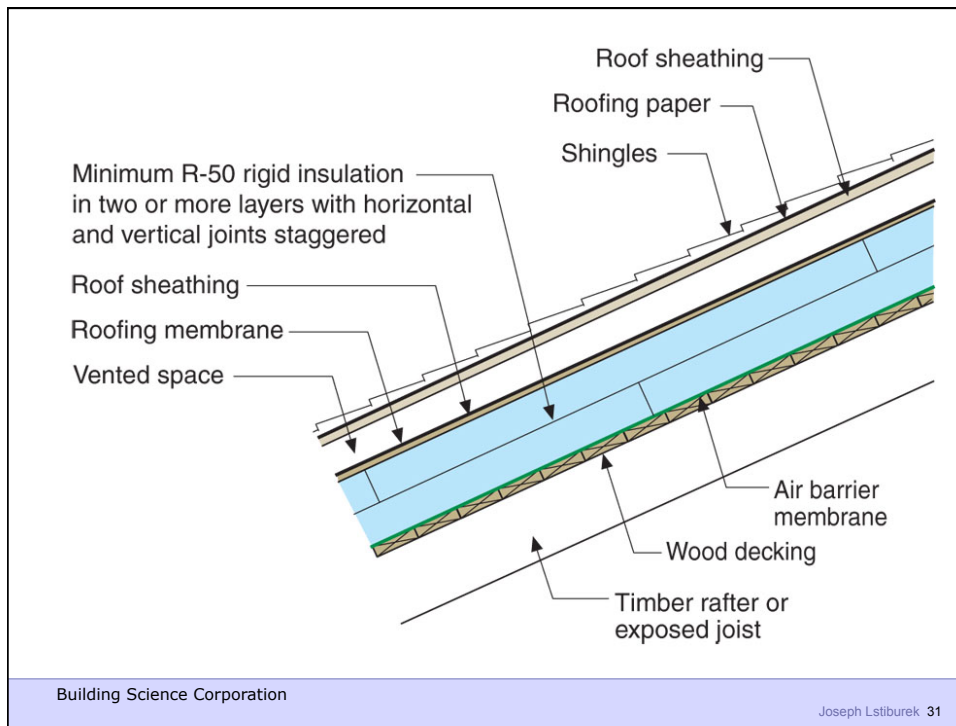 Roof sheathing
Roofing paper
Shingles
Minimum R-50 rigid insulation
in two or more layers with horizontal
and vertical joints staggered
Roof sheathing
Roofing membrane
Vented space
Air barrier
membrane
Wood decking
Timber rafter or
exposed joist
Building Science Corporation
Joseph Lstiburek 31